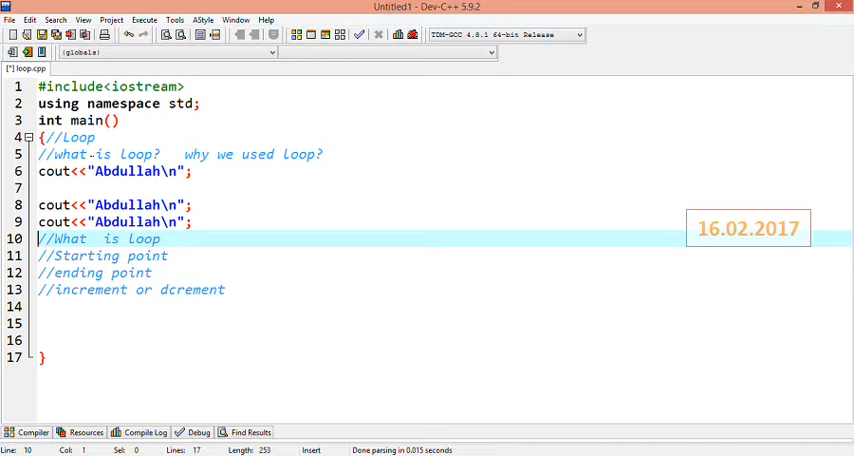 Untitled1 - Dev-C++ 5.9.2
File Edit Search View Project Execute Tools AStyle Window Help
TDM-GCC 4.8.1 64-bit Release
(globals)
[*] loop.cpp
1 #include<iostream>
2 using namespace std;
3 int main()
4 {//Loop
5 //what is loop? why we used loop?
6 cout<<"Abdullah\n";
7
8 cout<<"Abdullah\n";
9 cout<<"Abdullah\n";
10 //What is loop
11 //Starting point
12 //ending point
13 //increment or dcrement
14
15
16
17 }
16.02.2017
Compiler Resources Compile Log Debug Find Results
Line: 10 Col: 1 Sel: 0 Lines: 17 Length: 253 Insert Done parsing in 0.015 seconds